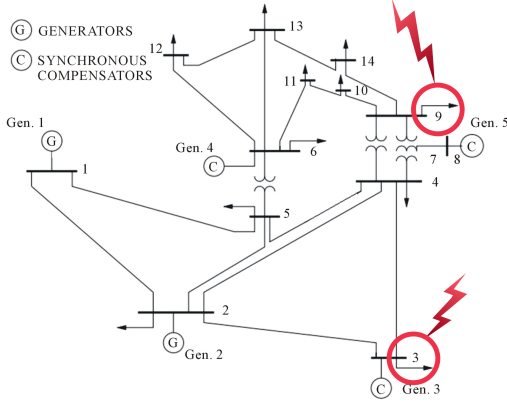 G GENERATORS
C SYNCHRONOUS
COMPENSATORS
13
12
14
11
10
9
Gen. 1
G
Gen. 4
C
6
Gen. 5
7
8
C
1
4
5
2
G
Gen. 2
3
C
Gen. 3